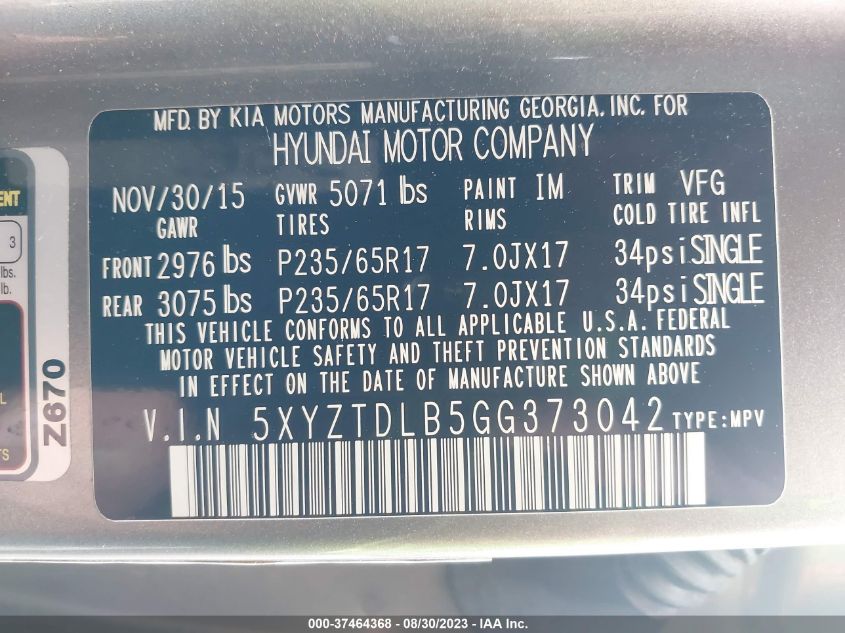 MFD. BY KIA MOTORS MANUFACTURING GEORGIA, INC. FOR
HYUNDAI MOTOR COMPANY
NOV/30/15 GVWR 5071 lbs PAINT IM TRIM VFG
GAWR TIRES RIMS COLD TIRE INFL
FRONT 2976 lbs P235/65R17 7.0JX17 34psi SINGLE
REAR 3075 lbs P235/65R17 7.0JX17 34psi SINGLE
THIS VEHICLE CONFORMS TO ALL APPLICABLE U.S.A. FEDERAL
MOTOR VEHICLE SAFETY AND THEFT PREVENTION STANDARDS
IN EFFECT ON THE DATE OF MANUFACTURE SHOWN ABOVE
V.I.N 5XYZTDLB5GG373042 TYPE:MPV
3
lbs.
lb.
Z670
000-37464368 - 08/30/2023 - IAA Inc.